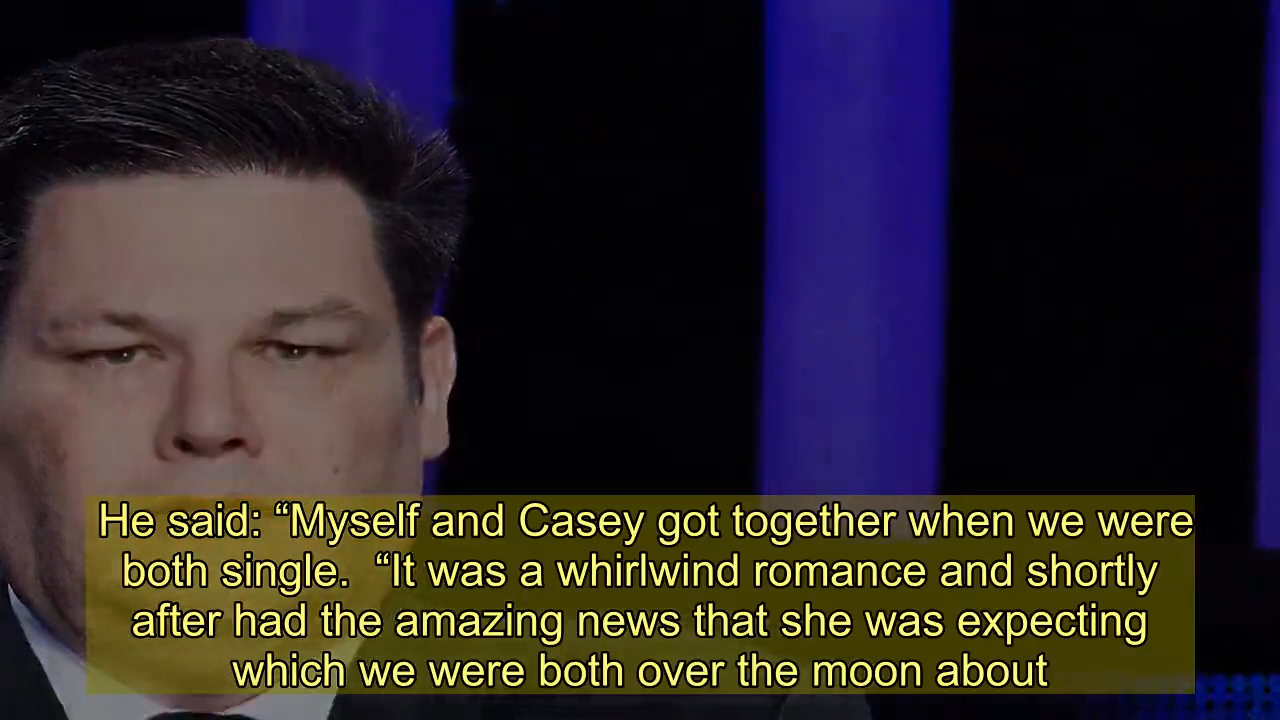 He said: “Myself and Casey got together when we were
both single.  “It was a whirlwind romance and shortly
after had the amazing news that she was expecting
which we were both over the moon about